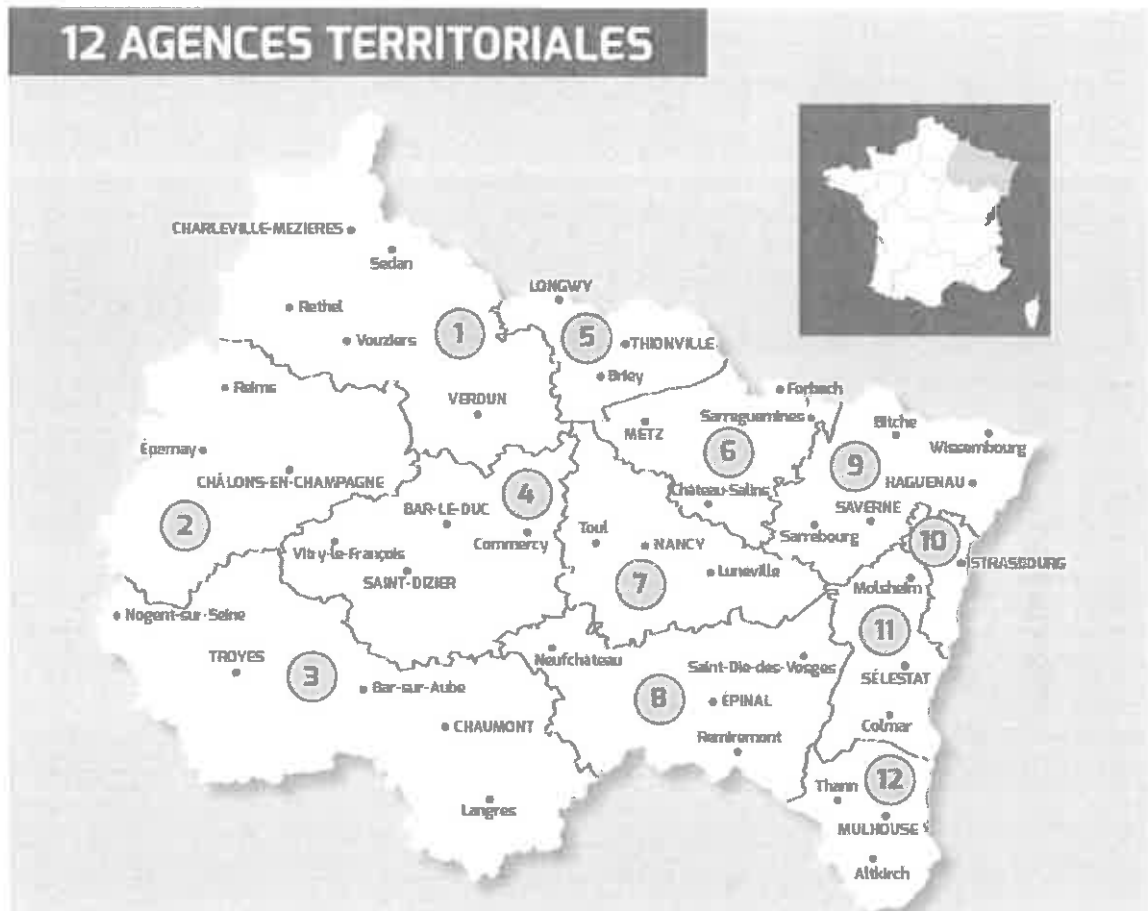 12 AGENCES TERRITORIALES
CHARLEVILLE-MEZIERES
Sedan
LONGWY
Rethel
1
5
Vouziers
THIONVILLE
Briey
Reims
Forbach
VERDUN
METZ
Sarreguemines
Bitche
Wissembourg
Épernay
6
9
CHÂLONS-EN-CHAMPAGNE
4
Château-Salins
HAGUENAU
2
BAR-LE-DUC
SAVERNE
Vitry-le-François
Commercy
Toul
NANCY
Sarrebourg
10
STRASBOURG
SAINT-DIZIER
7
Luneville
Molsheim
Nogent-sur-Seine
11
TROYES
3
Neufchâteau
Saint-Die-des-Vosges
SÉLESTAT
Bar-sur-Aube
8
ÉPINAL
CHAUMONT
Colmar
Remiremont
12
Thann
Langres
MULHOUSE
Altkirch